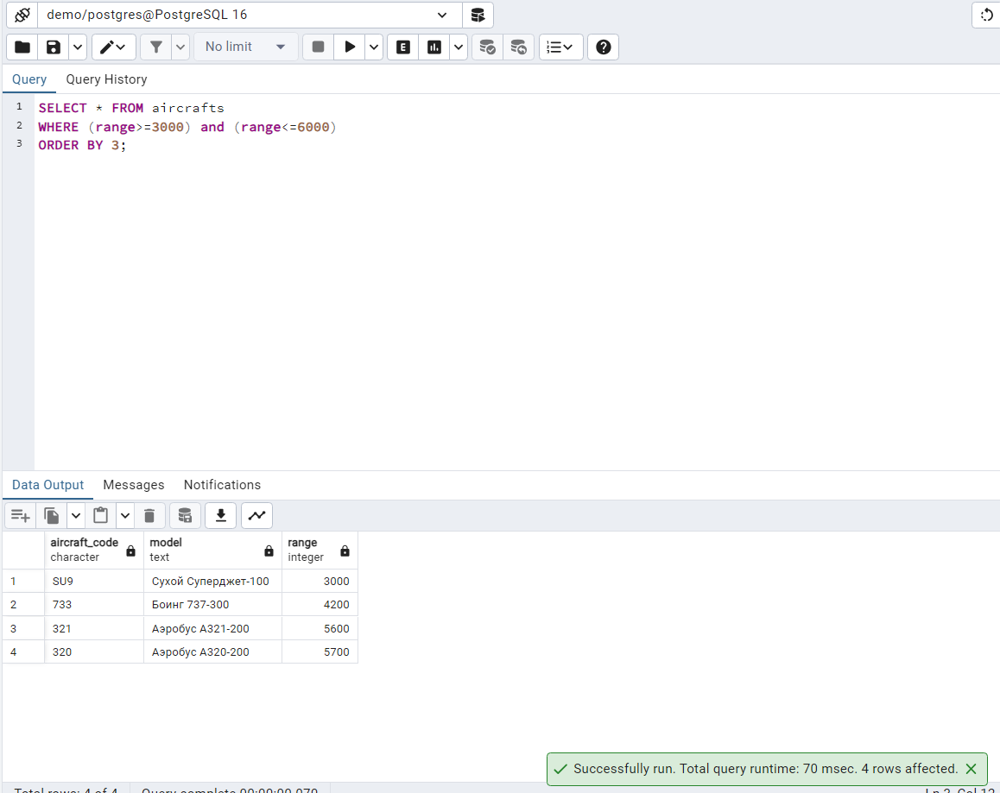 demo/postgres@PostgreSQL 16
No limit
E
Query Query History
1 SELECT * FROM aircrafts
2 WHERE (range>=3000) and (range<=6000)
3 ORDER BY 3;
Data Output Messages Notifications
aircraft_code model range
character text integer
1 SU9 Сухой Суперджет-100 3000
2 733 Боинг 737-300 4200
3 321 Аэробус A321-200 5600
4 320 Аэробус A320-200 5700
Successfully run. Total query runtime: 70 msec. 4 rows affected.
Total rows: 4 of 4 Query complete 00:00:00.070 Ln 3, Col 12